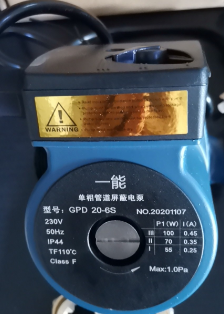 WARNING
一能
单相管道屏蔽电泵
型号: GPD 20-6S NO.20201107
230V
50Hz
IP44
TF110℃
Class F
P1(W) I(A)
III 100 0.45
II 70 0.35
I 55 0.25
Max:1.0Pa